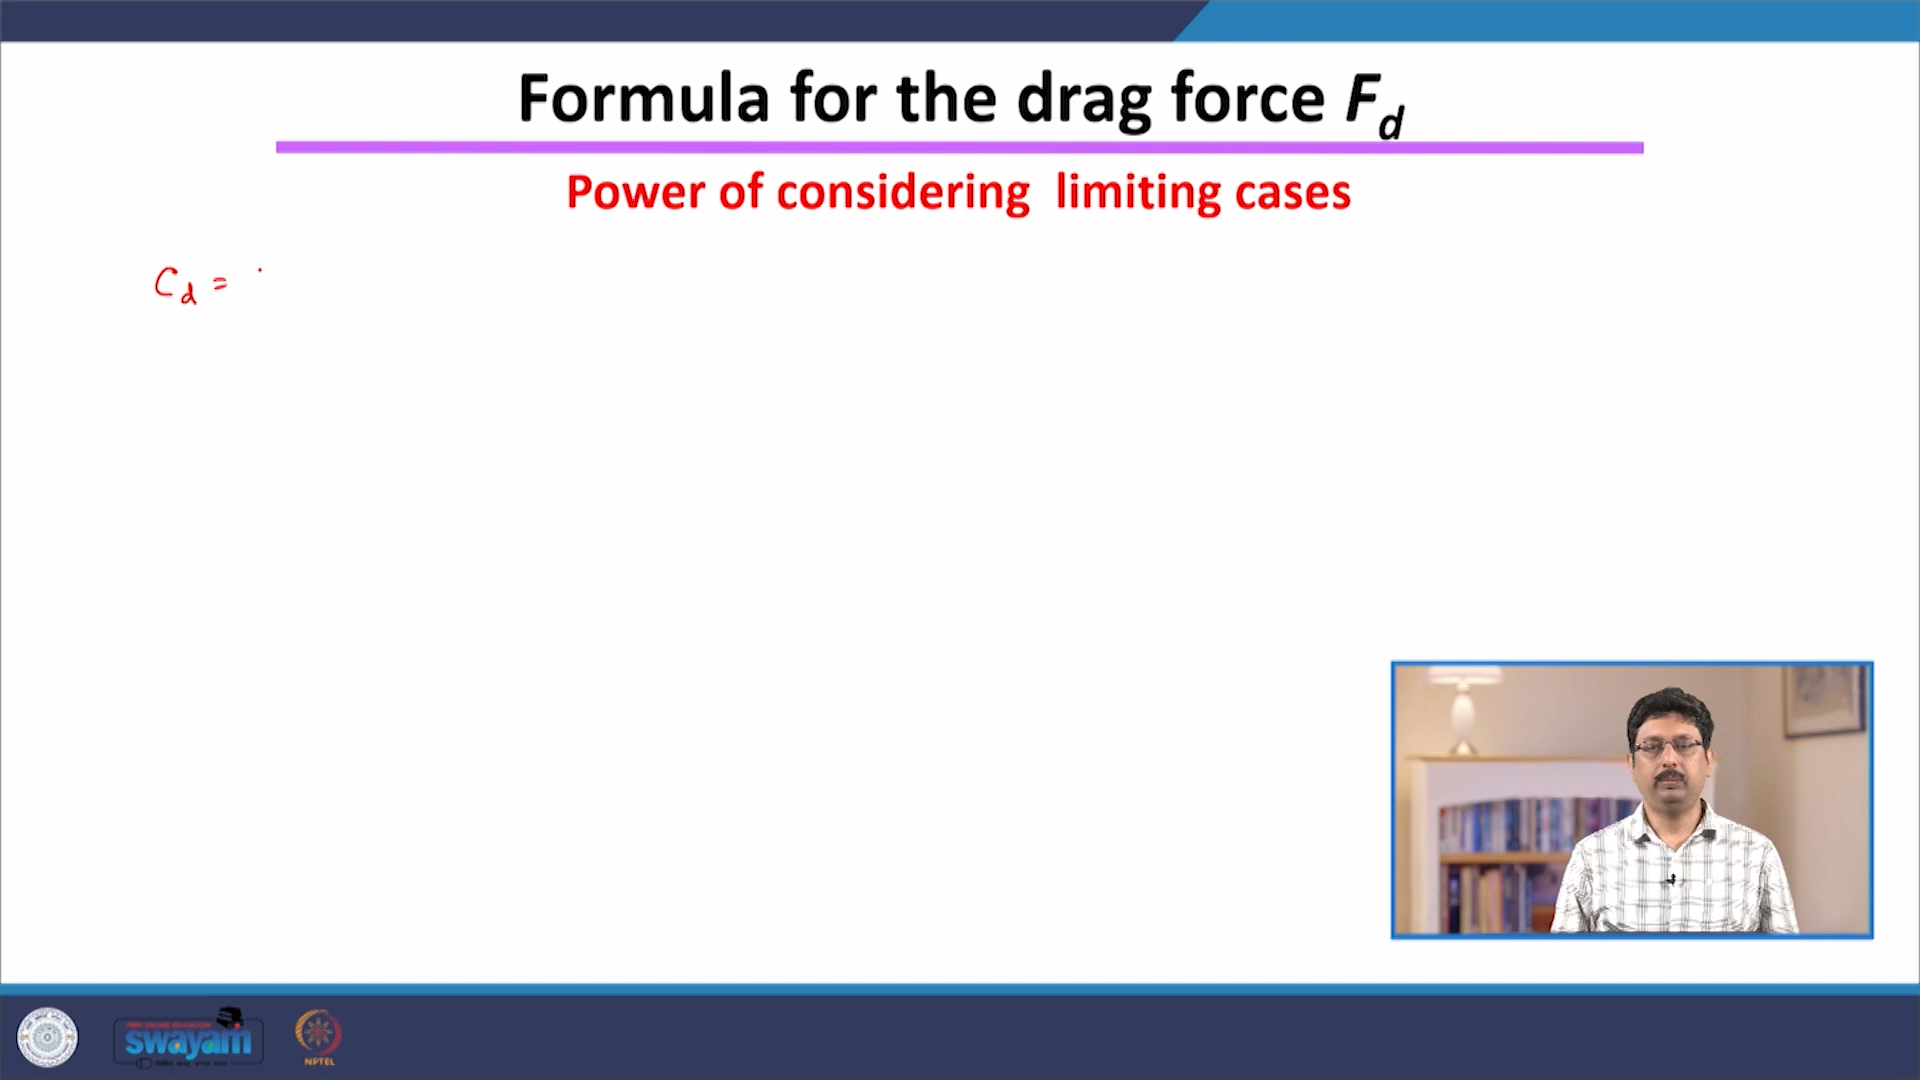 Formula for the drag force F_d
Power of considering limiting cases
C_d =
swayam
NPTEL